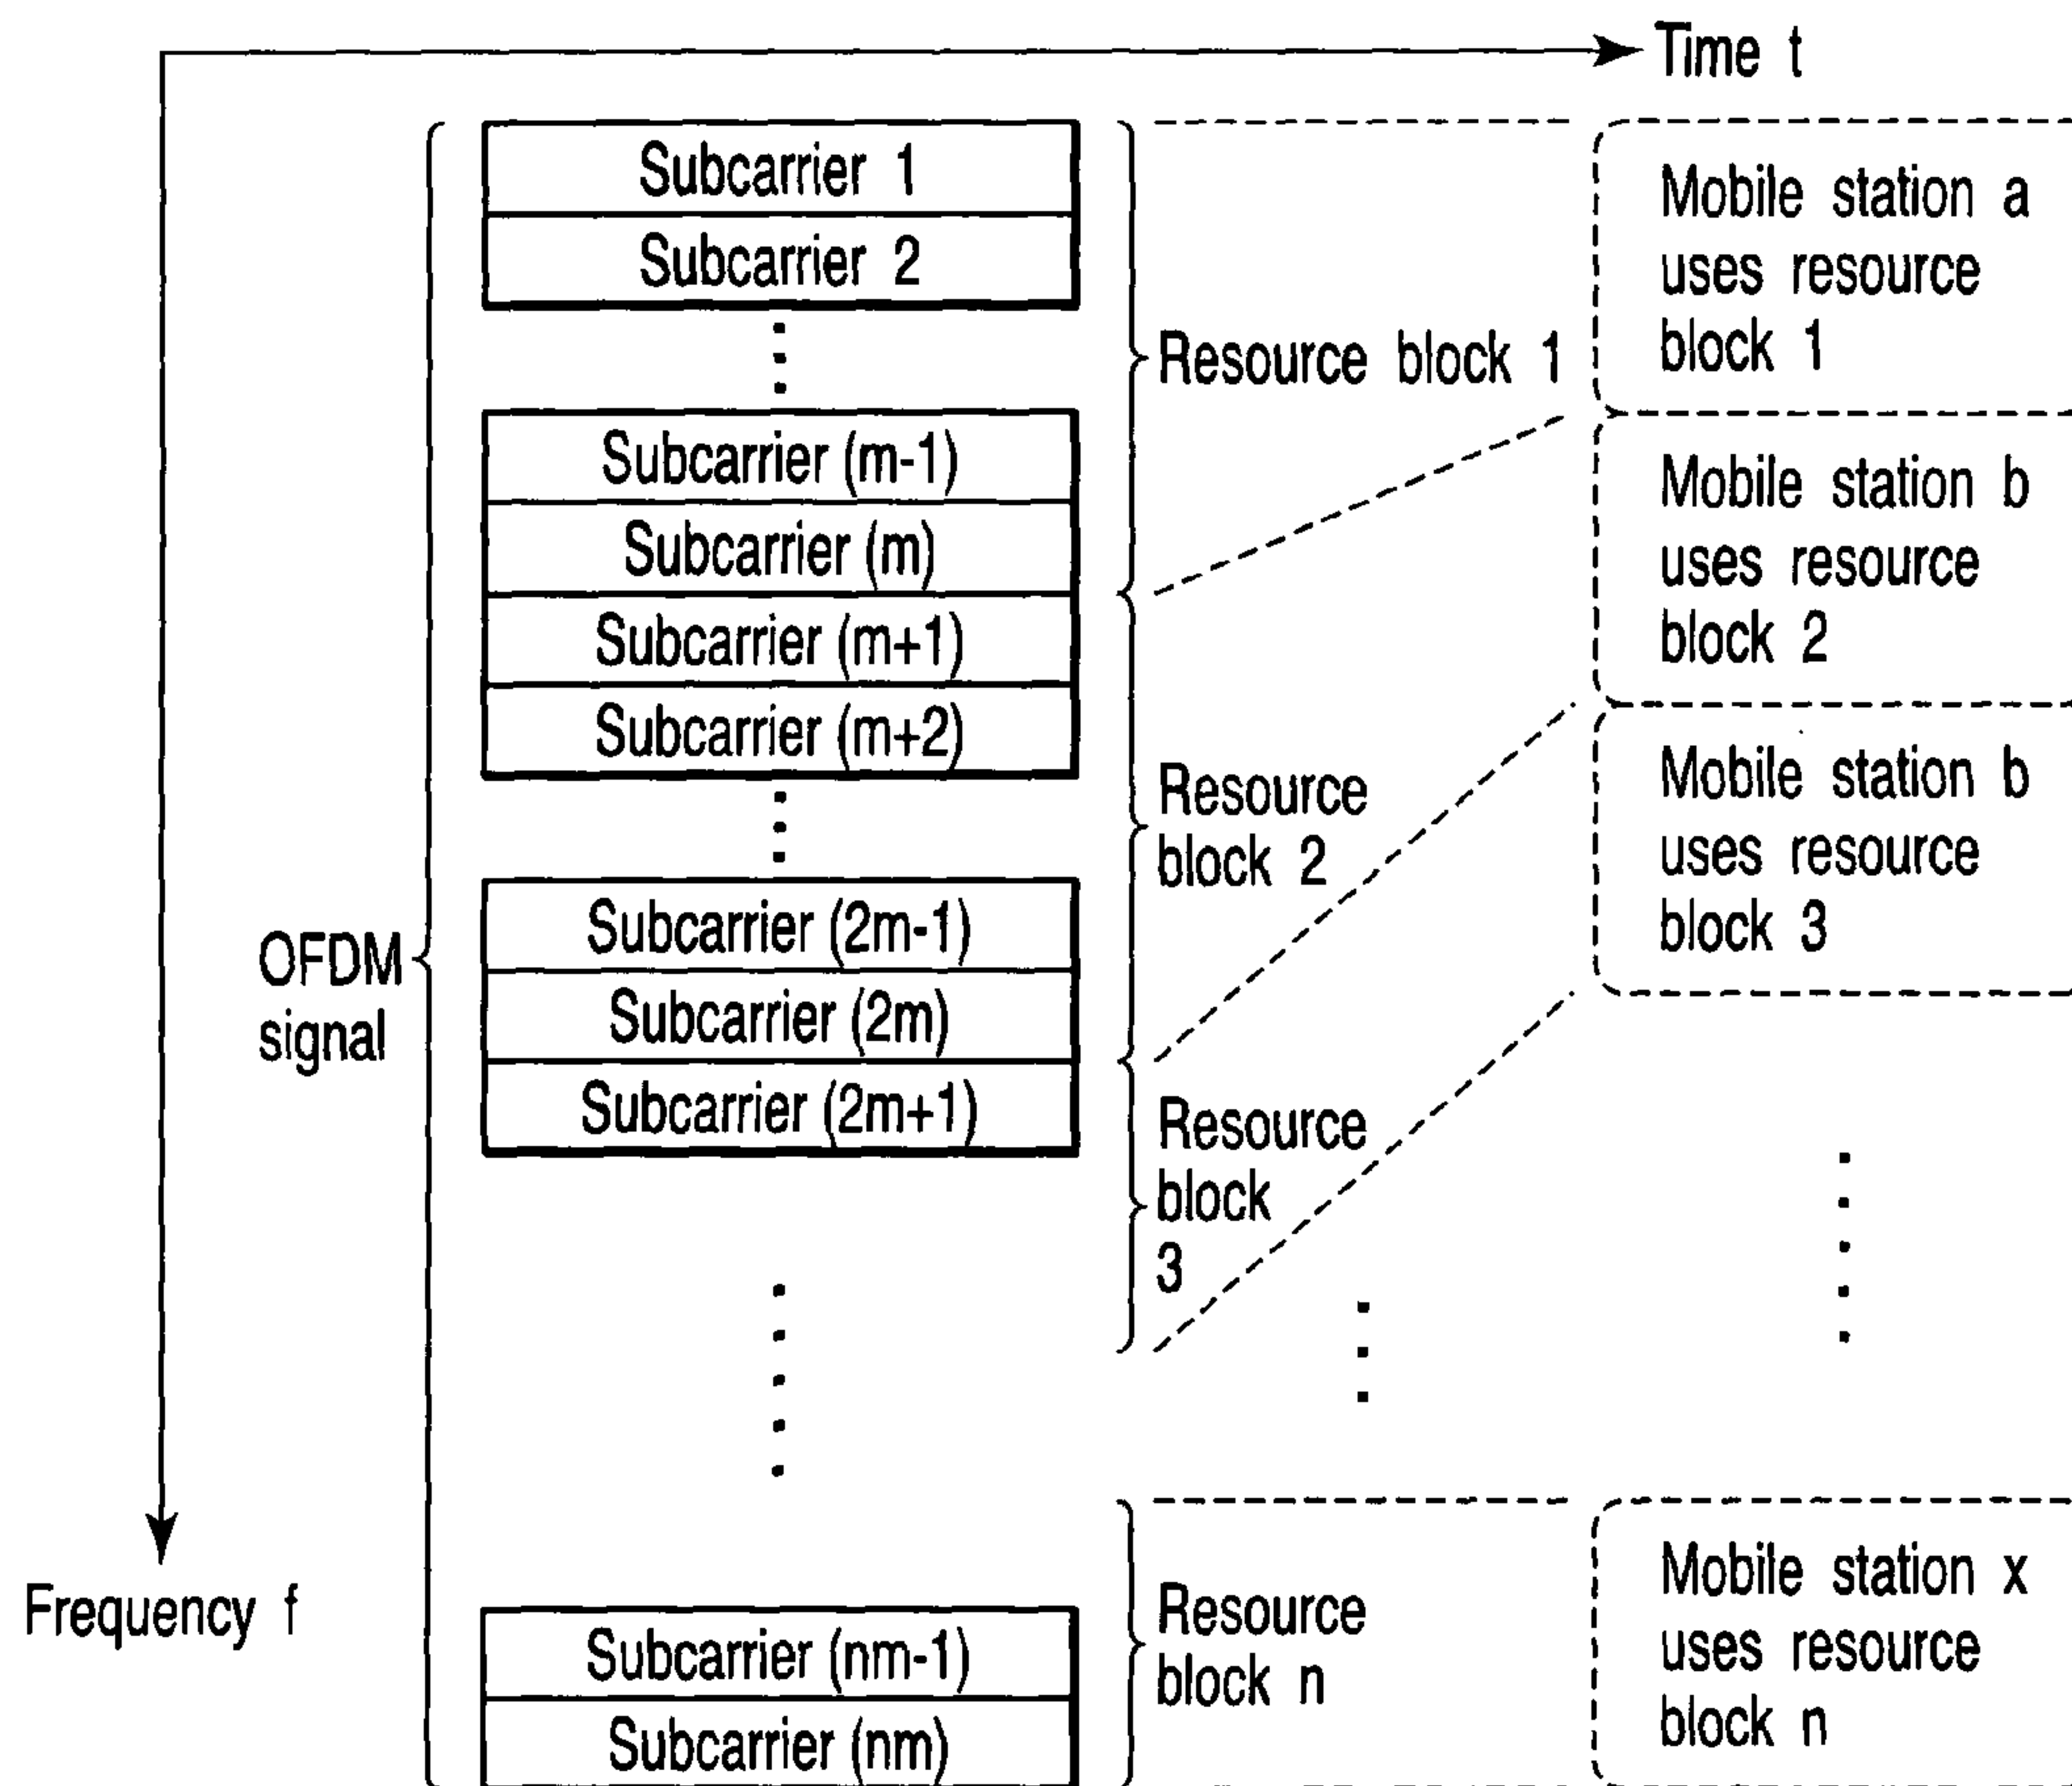 Time t
Subcarrier 1
Subcarrier 2
Subcarrier (m-1)
Subcarrier (m)
Subcarrier (m+1)
Subcarrier (m+2)
Subcarrier (2m-1)
Subcarrier (2m)
Subcarrier (2m+1)
Subcarrier (nm-1)
Subcarrier (nm)
OFDM
signal
Frequency f
Resource block 1
Resource
block 2
Resource
block
3
Resource
block n
Mobile station a
uses resource
block 1
Mobile station b
uses resource
block 2
Mobile station b
uses resource
block 3
Mobile station x
uses resource
block n